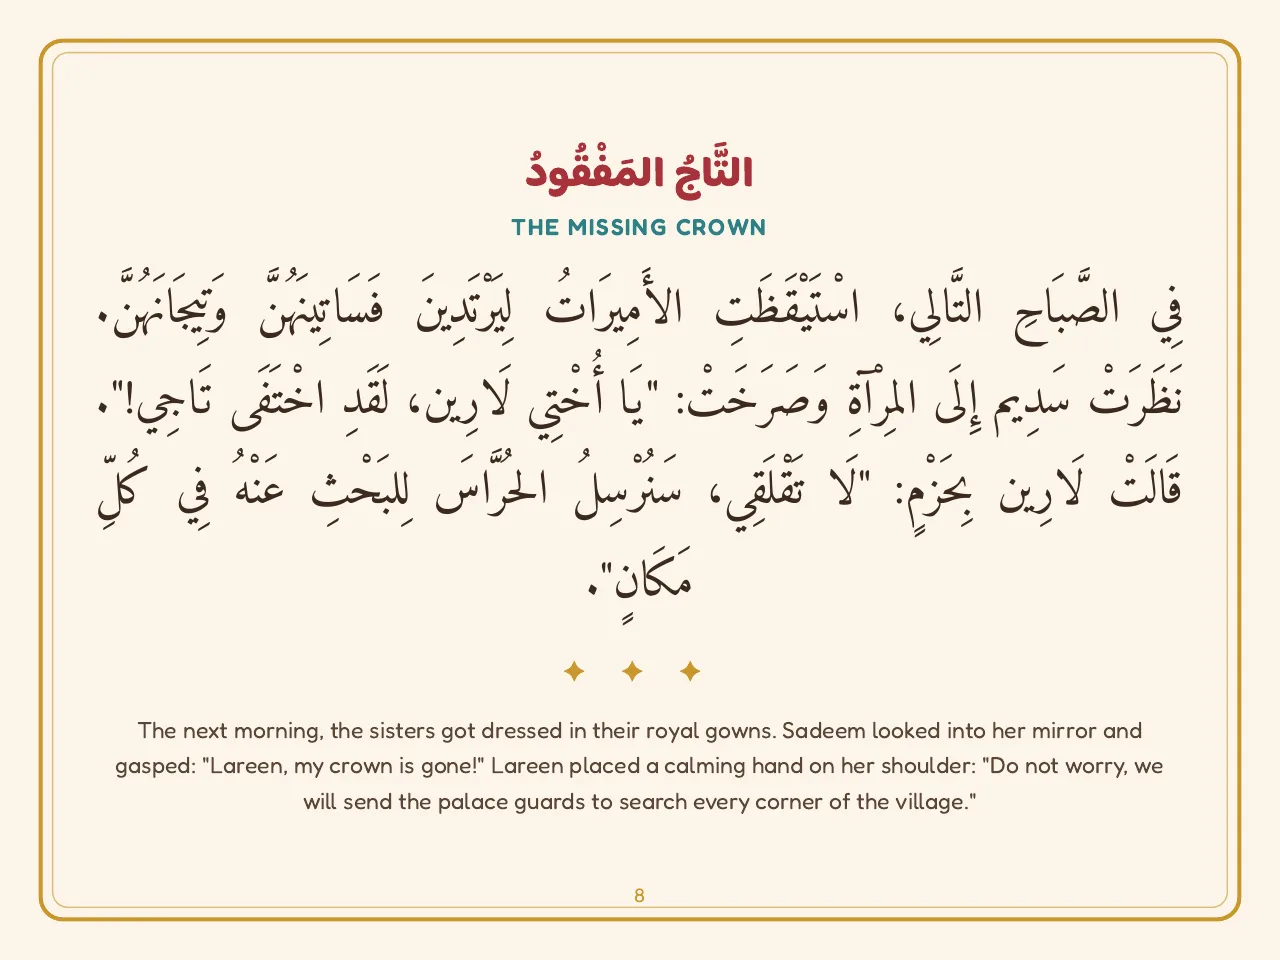 التَّاجُ المَفْقُودُ
THE MISSING CROWN
فِي الصَّبَاحِ التَّالِي، اسْتَيْقَظَتِ الأَمِيرَاتُ لِيَرْتَدِينَ فَسَاتِينَهُنَّ وَتِيجَانَهُنَّ.
نَظَرَتْ سَدِيم إِلَى المِرْآةِ وَصَرَخَتْ: "يَا أُخْتِي لَارِين، لَقَدِ اخْتَفَى تَاجِي!".
قَالَتْ لَارِين بِحَزْمٍ: "لَا تَقْلَقِي، سَنُرْسِلُ الحُرَّاسَ لِلبَحْثِ عَنْهُ فِي كُلِّ
مَكَانٍ".
The next morning, the sisters got dressed in their royal gowns. Sadeem looked into her mirror and
gasped: "Lareen, my crown is gone!" Lareen placed a calming hand on her shoulder: "Do not worry, we
will send the palace guards to search every corner of the village."
8